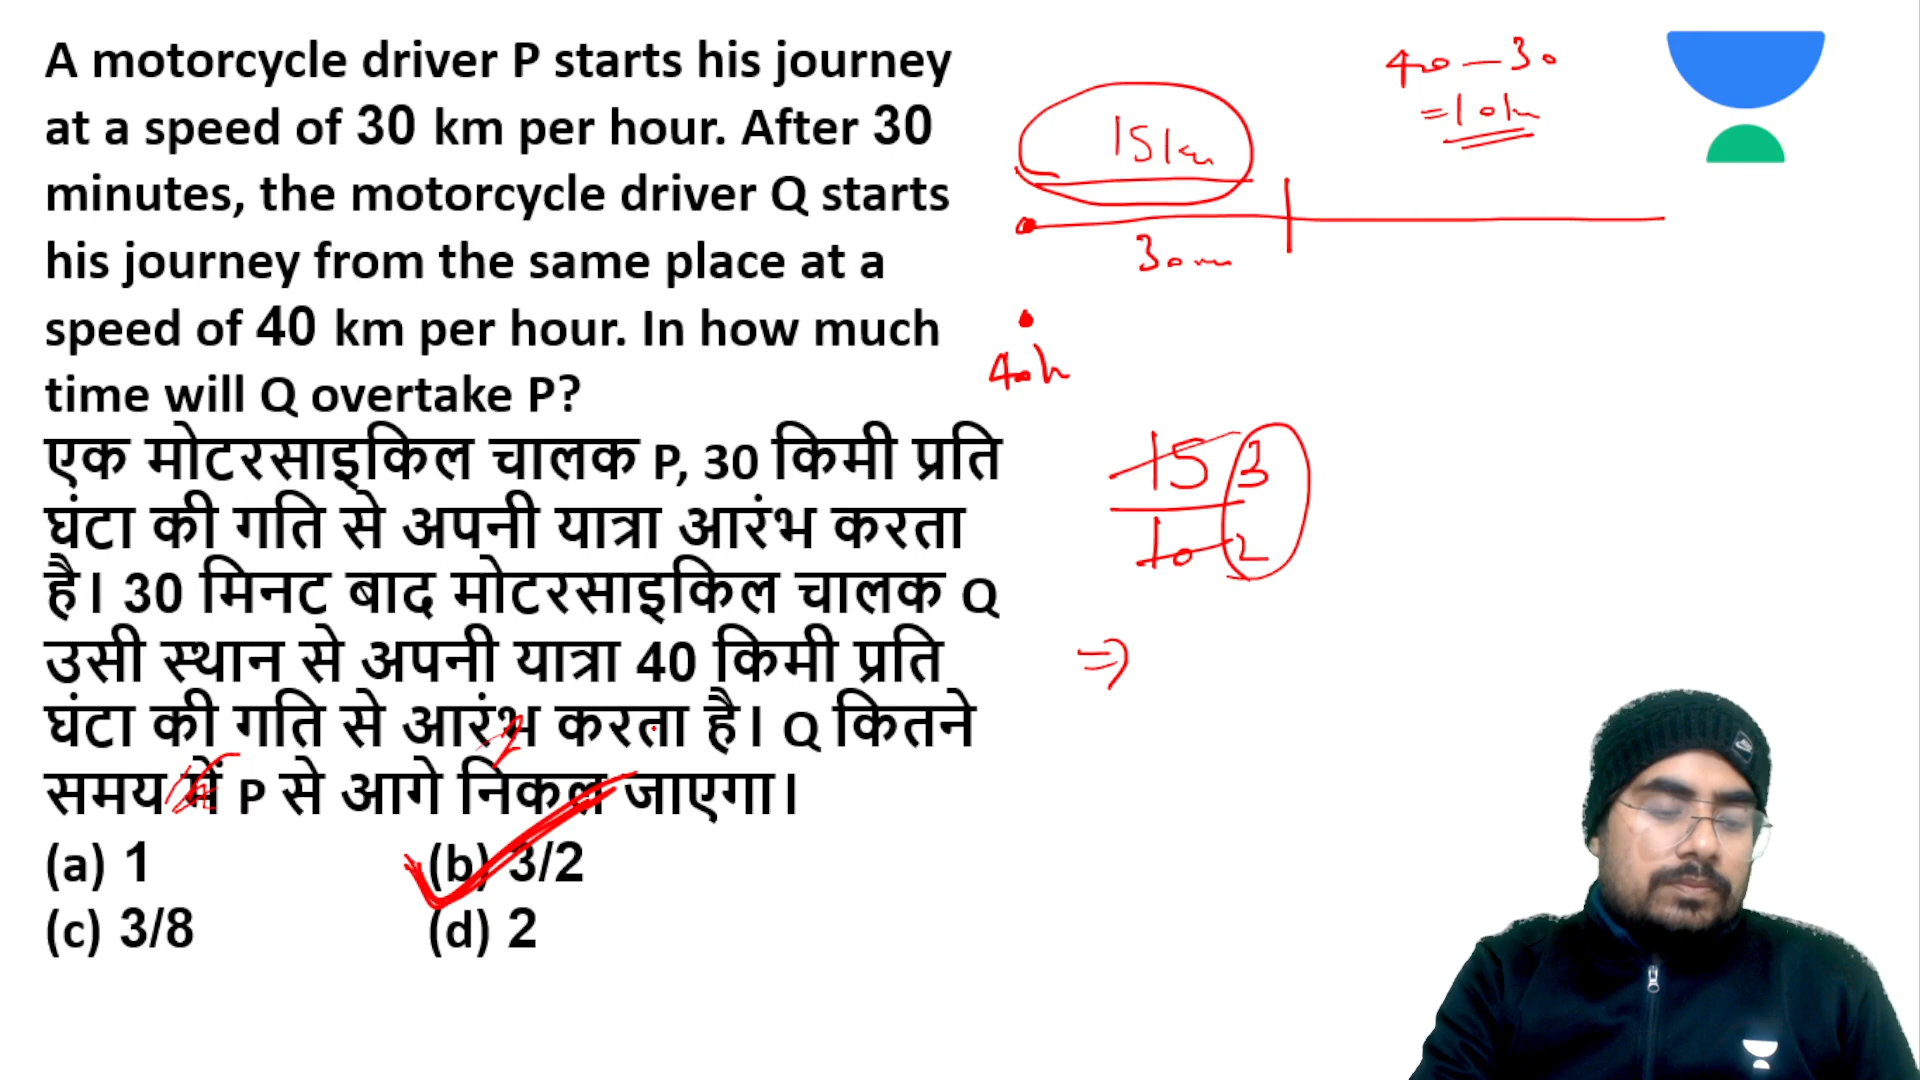 A motorcycle driver P starts his journey
at a speed of 30 km per hour. After 30
minutes, the motorcycle driver Q starts
his journey from the same place at a
speed of 40 km per hour. In how much
time will Q overtake P?
एक मोटरसाइकिल चालक P, 30 किमी प्रति
घंटा की गति से अपनी यात्रा आरंभ करता
है। 30 मिनट बाद मोटरसाइकिल चालक Q
उसी स्थान से अपनी यात्रा 40 किमी प्रति
घंटा की गति से आरंभ करता है। Q कितने
समय में P से आगे निकल जाएगा।
(a) 1 (b) 3/2
(c) 3/8 (d) 2
40 - 30
= 10k
15km
30m
40k
15 3
10 2
⇒